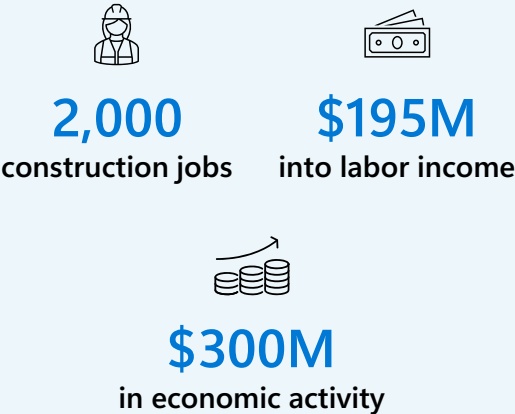 2,000
construction jobs
$195M
into labor income
$300M
in economic activity